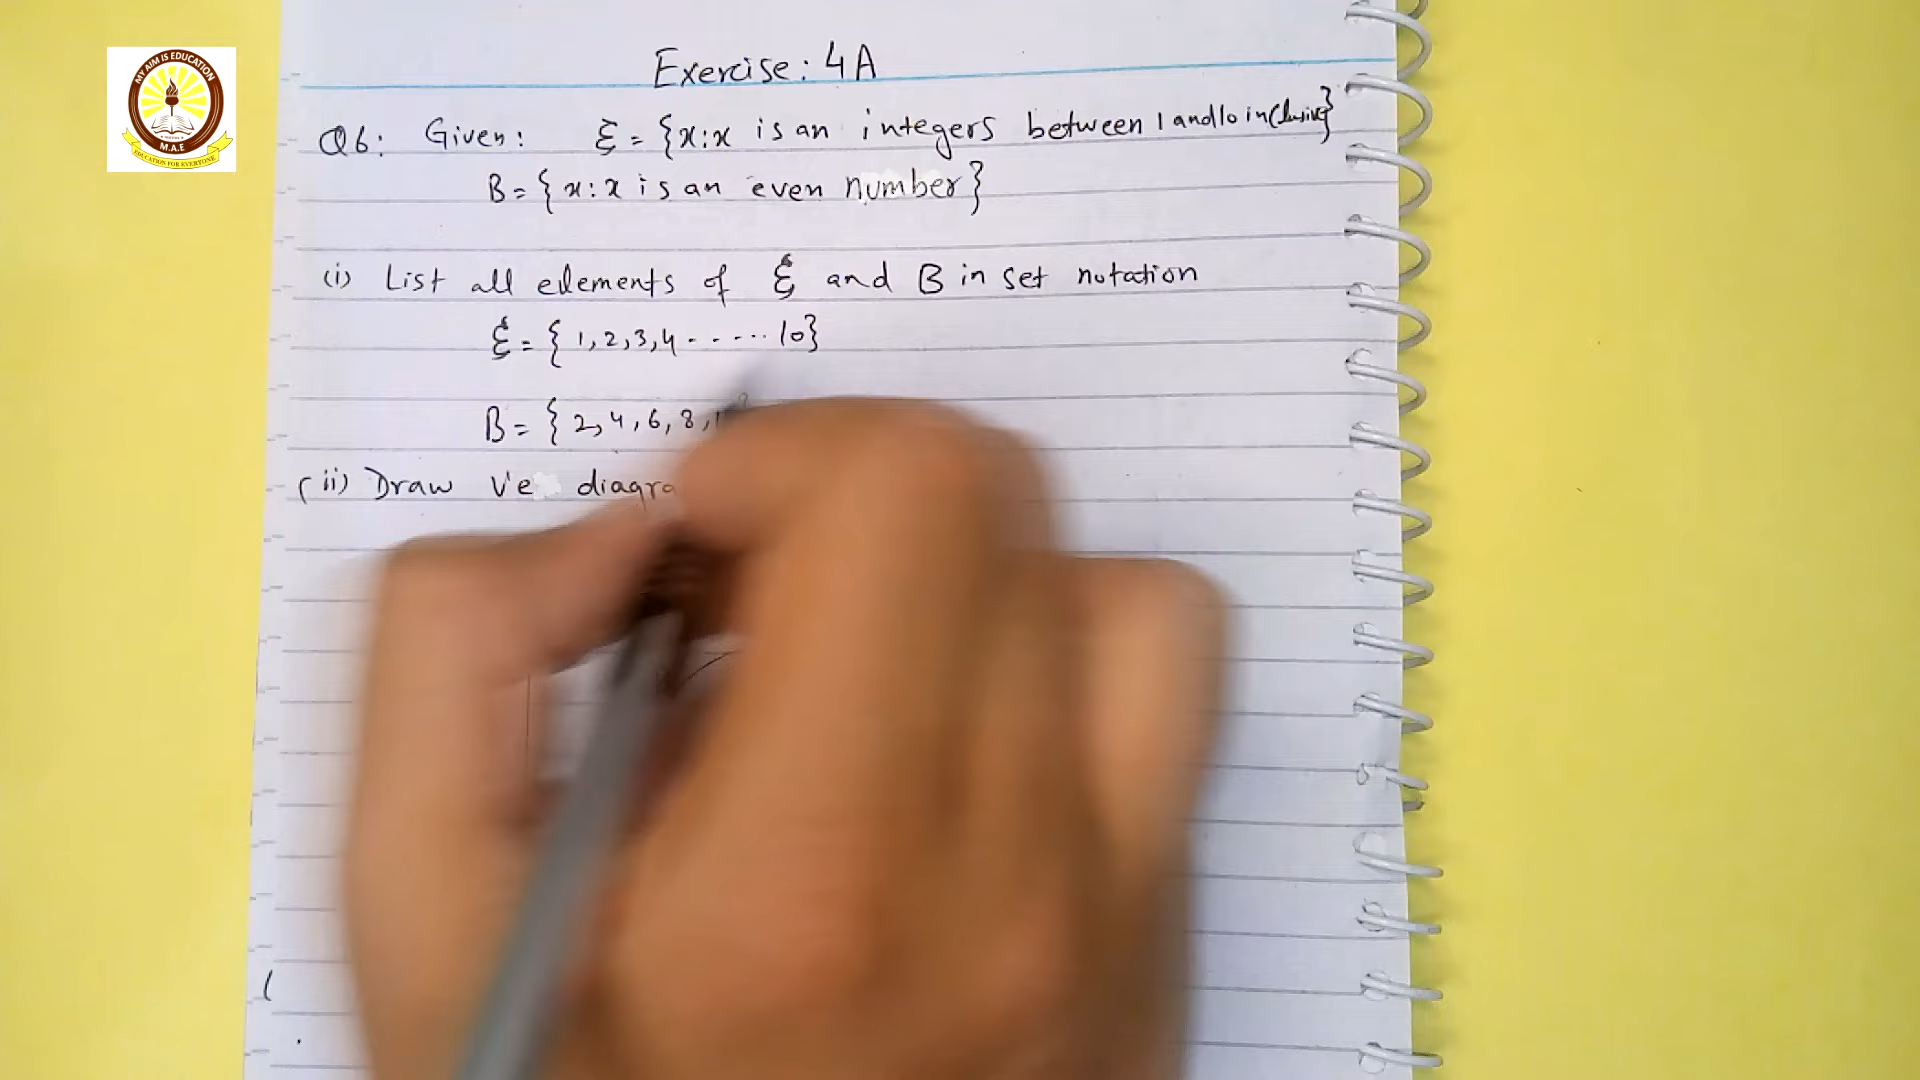 MY AIM IS EDUCATION
M.A.E
EDUCATION FOR EVERYONE
Exercise: 4A
Q6: Given: ξ = {x:x is an integers between 1 and 10 inclusive}
B = {x:x is an even number}
(i) List all elements of ξ and B in set notation
ξ = { 1,2,3,4 - - - - - 10}
B = { 2,4,6,8,
(ii) Draw